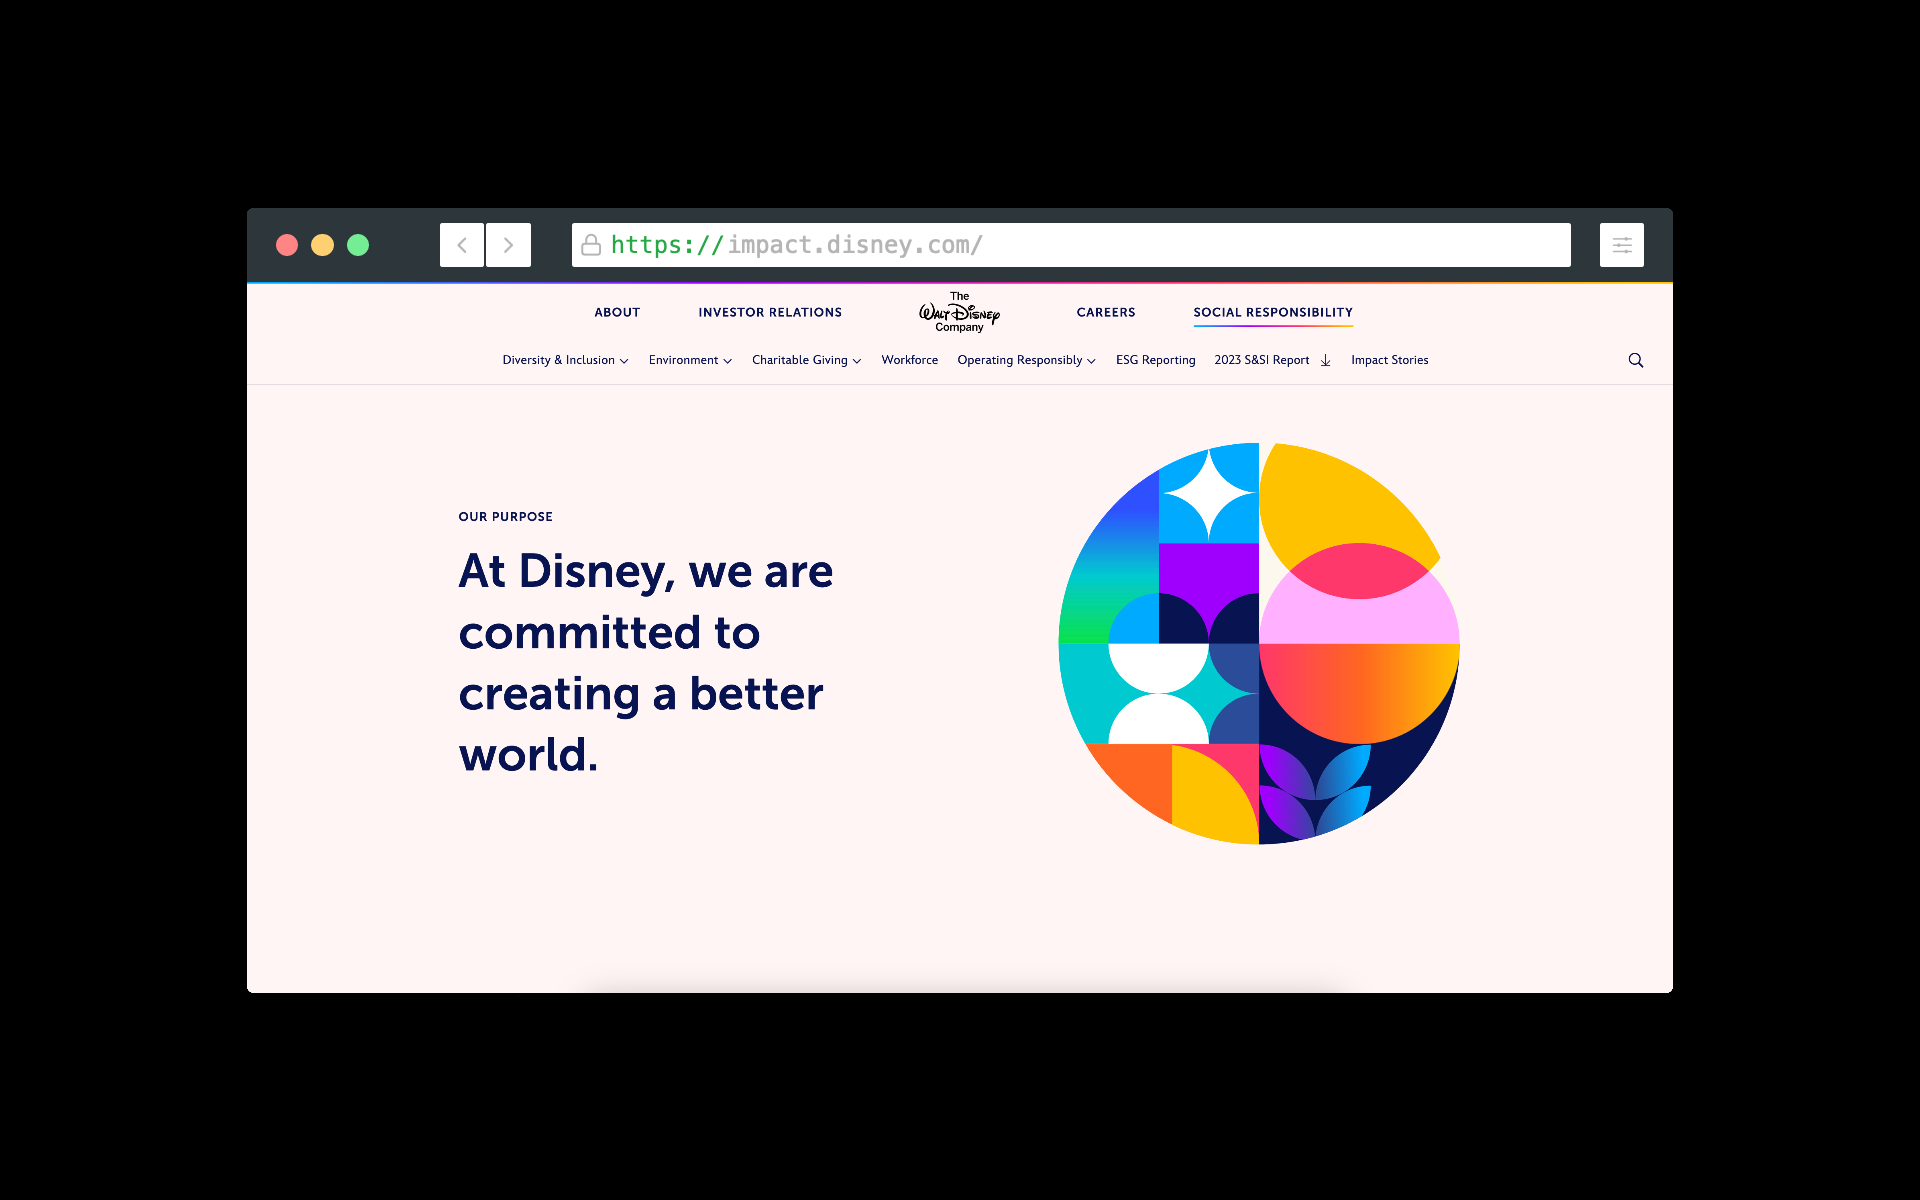 https://impact.disney.com/
ABOUT
INVESTOR RELATIONS
The
Walt Disney
Company
CAREERS
SOCIAL RESPONSIBILITY
Diversity & Inclusion
Environment
Charitable Giving
Workforce
Operating Responsibly
ESG Reporting
2023 S&SI Report
Impact Stories
OUR PURPOSE
At Disney, we are
committed to
creating a better
world.